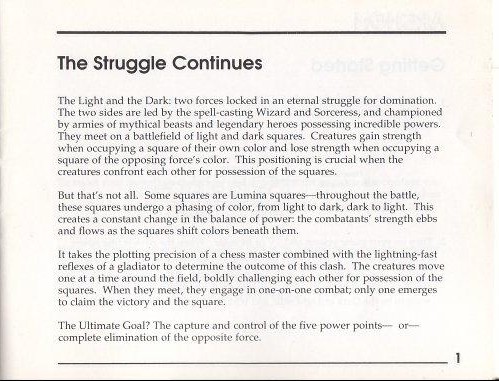 The Struggle Continues
The Light and the Dark: two forces locked in an eternal struggle for domination.
The two sides are led by the spell-casting Wizard and Sorceress, and championed
by armies of mythical beasts and legendary heroes possessing incredible powers.
They meet on a battlefield of light and dark squares. Creatures gain strength
when occupying a square of their own color and lose strength when occupying a
square of the opposing force's color. This positioning is crucial when the
creatures confront each other for possession of the squares.
But that's not all. Some squares are Lumina squares—throughout the battle,
these squares undergo a phasing of color, from light to dark, dark to light. This
creates a constant change in the balance of power: the combatants' strength ebbs
and flows as the squares shift colors beneath them.
It takes the plotting precision of a chess master combined with the lightning-fast
reflexes of a gladiator to determine the outcome of this clash. The creatures move
one at a time around the field, boldly challenging each other for possession of the
squares. When they meet, they engage in one-on-one combat; only one emerges
to claim the victory and the square.
The Ultimate Goal? The capture and control of the five power points— or—
complete elimination of the opposite force.
1